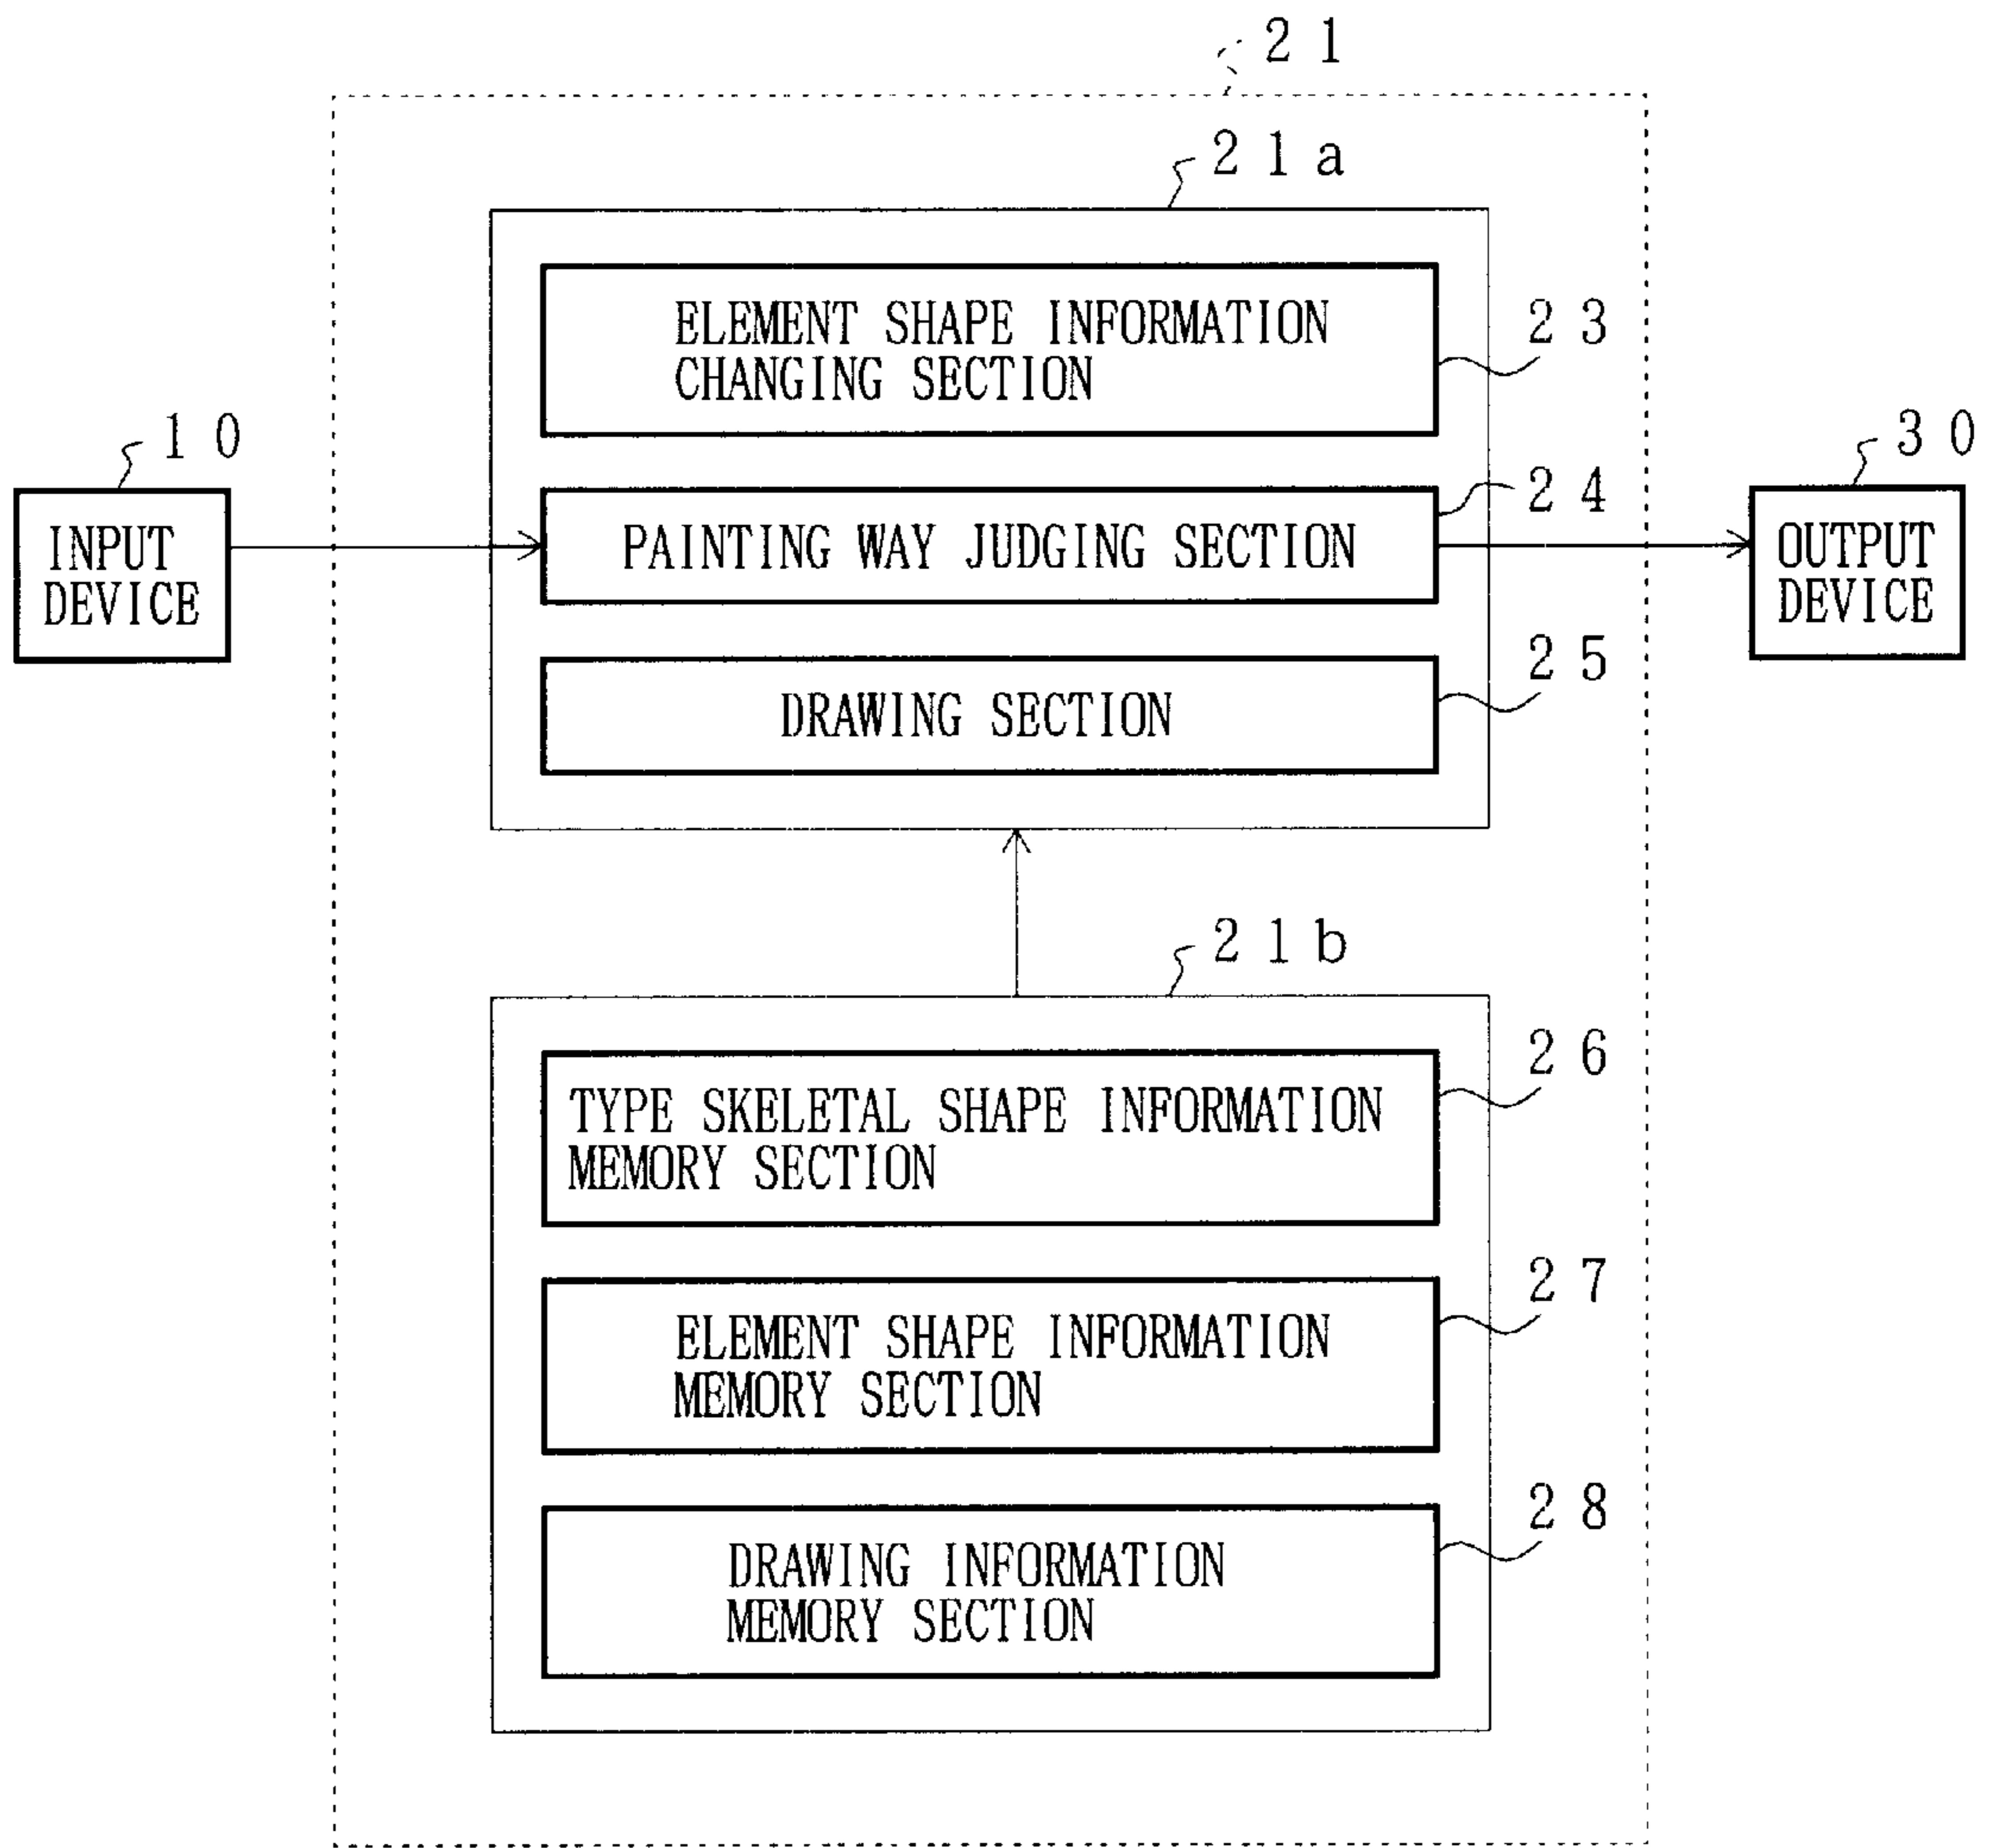 21
21a
ELEMENT SHAPE INFORMATION
CHANGING SECTION
23
10
INPUT
DEVICE
PAINTING WAY JUDGING SECTION
24
30
OUTPUT
DEVICE
DRAWING SECTION
25
21b
TYPE SKELETAL SHAPE INFORMATION
MEMORY SECTION
26
ELEMENT SHAPE INFORMATION
MEMORY SECTION
27
DRAWING INFORMATION
MEMORY SECTION
28